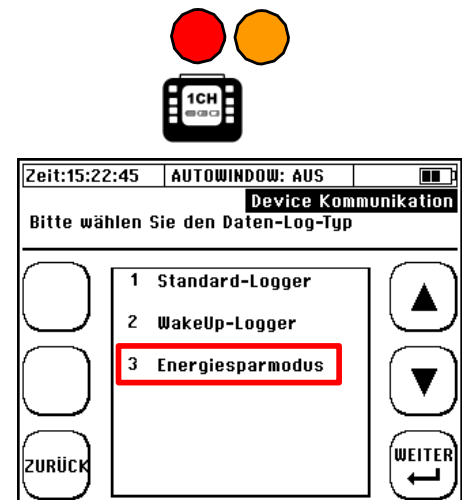 1CH
Zeit:15:22:45 AUTOWINDOW: AUS
Device Kommunikation
Bitte wählen Sie den Daten-Log-Typ
1 Standard-Logger
2 WakeUp-Logger
3 Energiesparmodus
ZURÜCK
WEITER